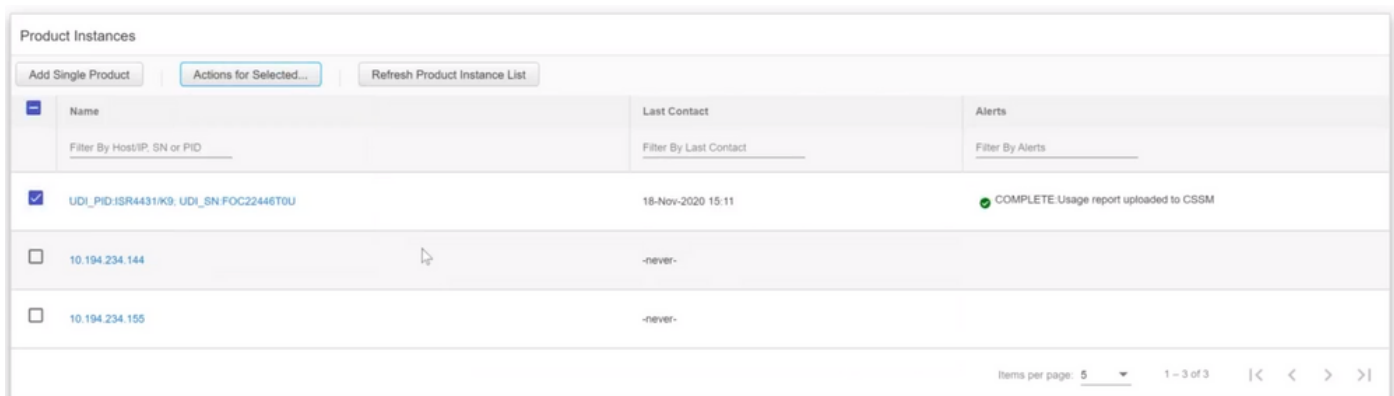 Product Instances
Add Single Product Actions for Selected... Refresh Product Instance List
Name Last Contact Alerts
Filter By Host/IP, SN or PID Filter By Last Contact Filter By Alerts
UDI_PID:ISR4431/K9; UDI_SN:FOC22446T0U 18-Nov-2020 15:11 COMPLETE:Usage report uploaded to CSSM
10.194.234.144 -never-
10.194.234.155 -never-
Items per page: 5 1 – 3 of 3